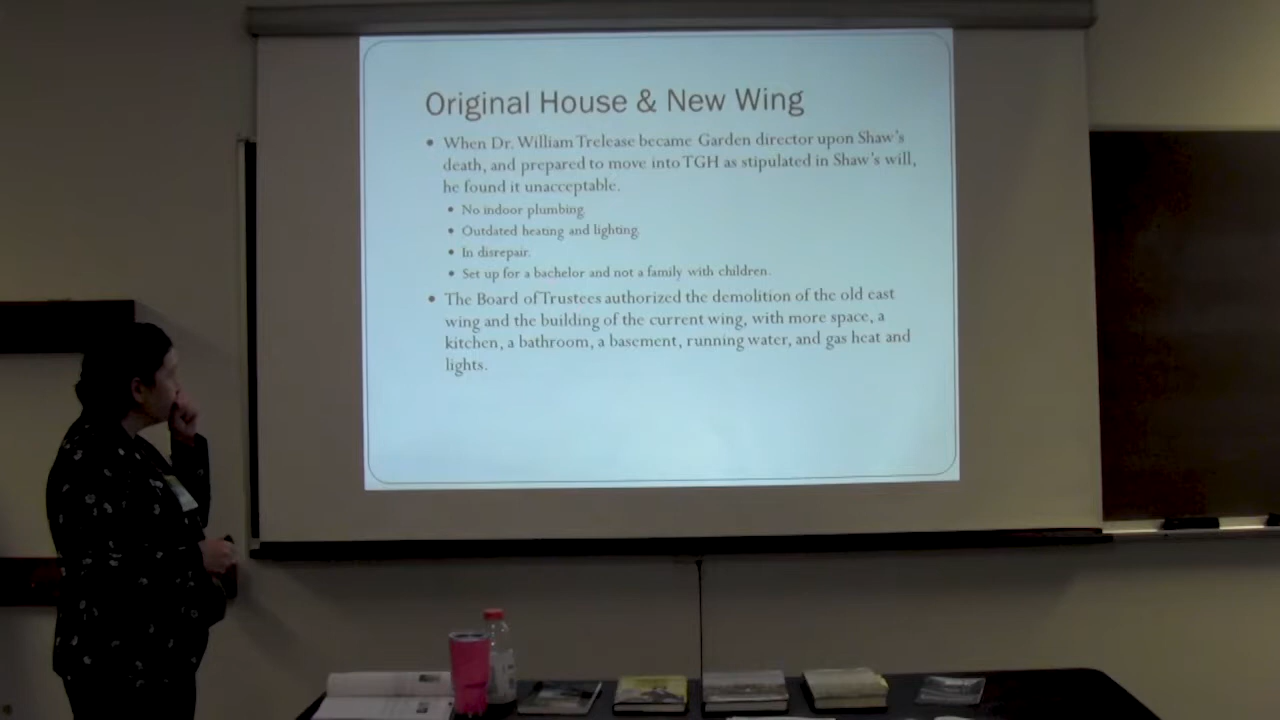 Original House & New Wing
• When Dr. William Trelease became Garden director upon Shaw's
death, and prepared to move into TGH as stipulated in Shaw's will,
he found it unacceptable.
• No indoor plumbing.
• Outdated heating and lighting.
• In disrepair.
• Set up for a bachelor and not a family with children.
• The Board of Trustees authorized the demolition of the old east
wing and the building of the current wing, with more space, a
kitchen, a bathroom, a basement, running water, and gas heat and
lights.